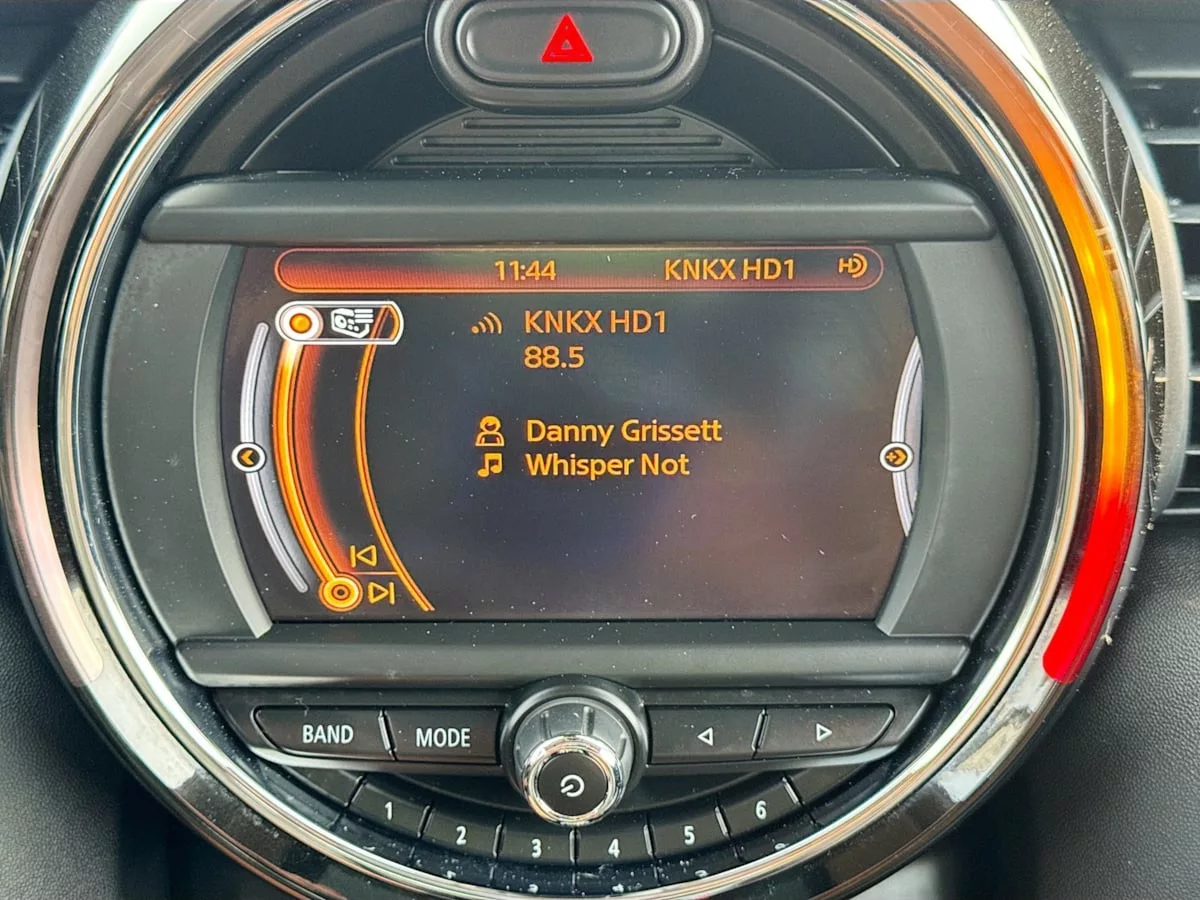 11:44 KNKX HD1 HD
KNKX HD1
88.5
Danny Grissett
Whisper Not
BAND MODE
1 2 3 4 5 6